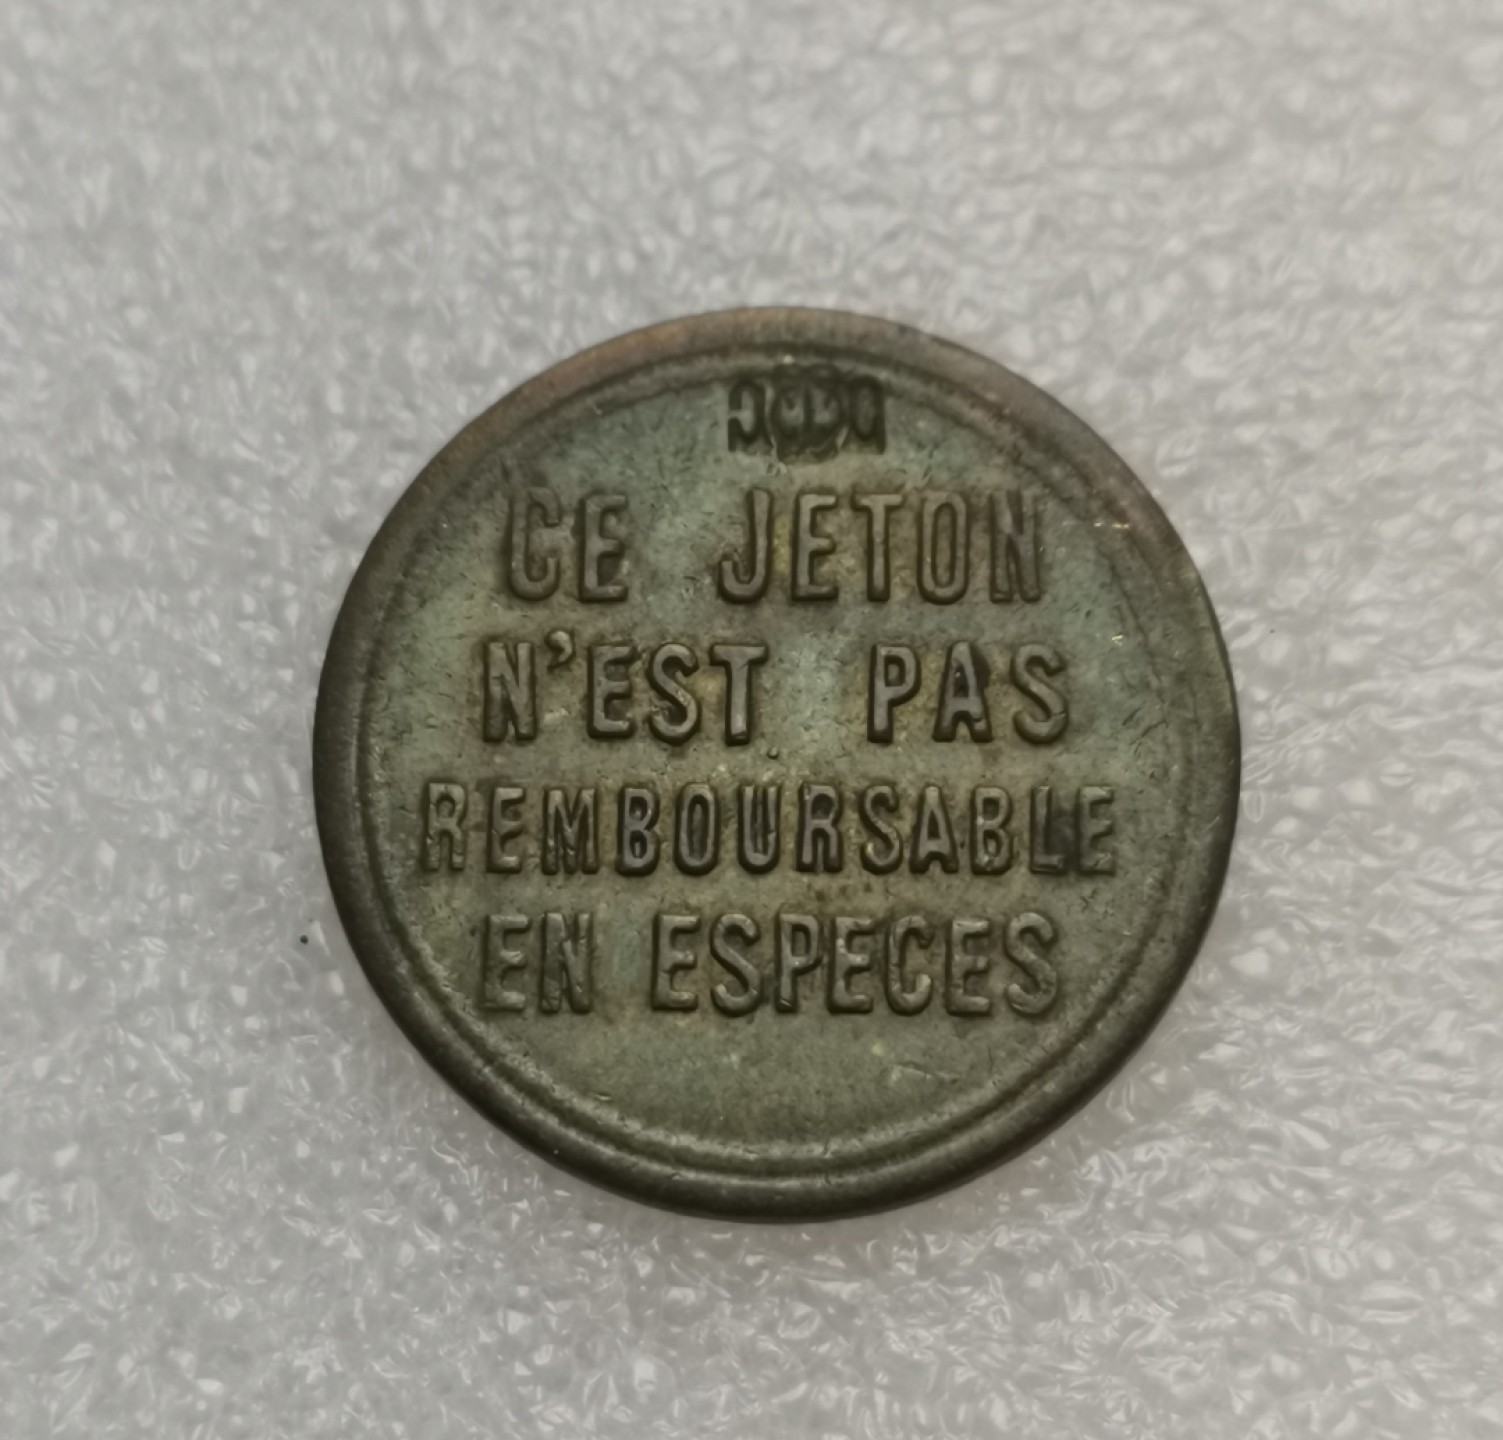 CE JETON
N'EST PAS
REMBOURSABLE
EN ESPECES